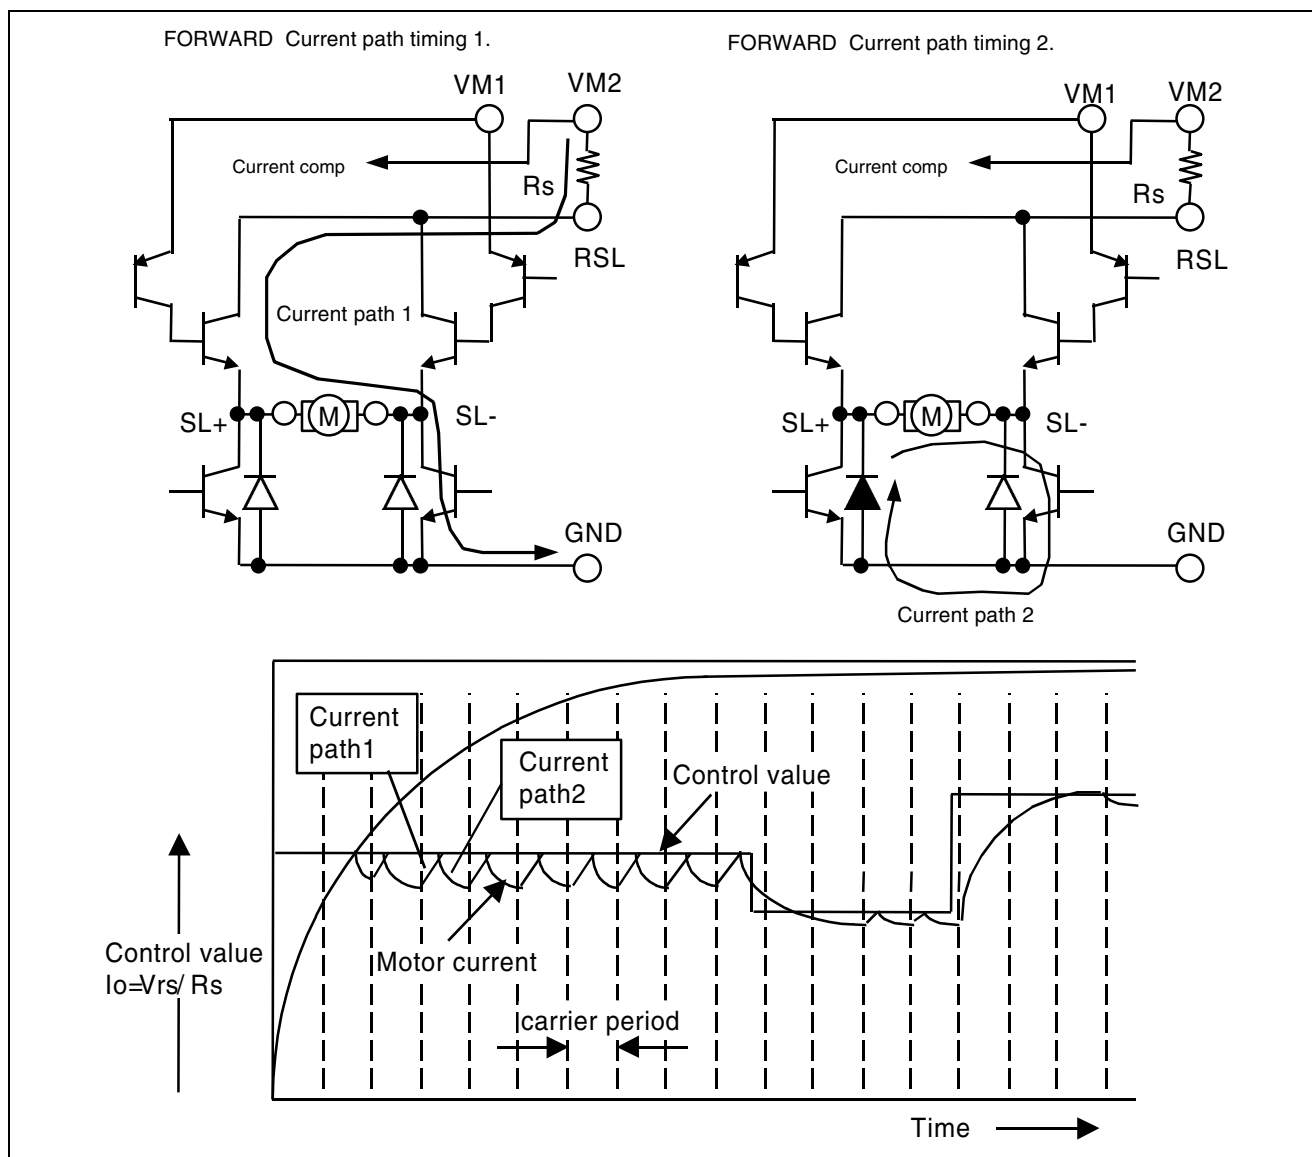 FORWARD Current path timing 1.
VM1
VM2
Current comp
Rs
RSL
Current path 1
SL+
M
SL-
GND
FORWARD Current path timing 2.
VM1
VM2
Current comp
Rs
RSL
SL+
M
SL-
GND
Current path 2
Current
path1
Current
path2
Control value
Motor current
Control value
Io=Vrs/ Rs
carrier period
Time